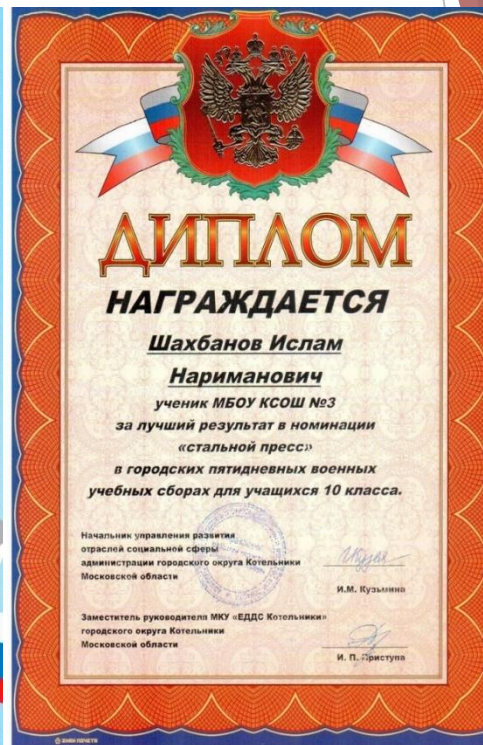 ДИПЛОМ
НАГРАЖДАЕТСЯ
Шахбанов Ислам
Нариманович
ученик МБОУ КСОШ №3
за лучший результат в номинации
«стальной пресс»
в городских пятидневных военных
учебных сборах для учащихся 10 класса.
Начальник управления развития
отраслей социальной сферы
администрации городского округа Котельники
Московской области
И.М. Кузьмина
Заместитель руководителя МКУ «ЕДДС Котельники»
городского округа Котельники
Московской области
И. П. Приступа